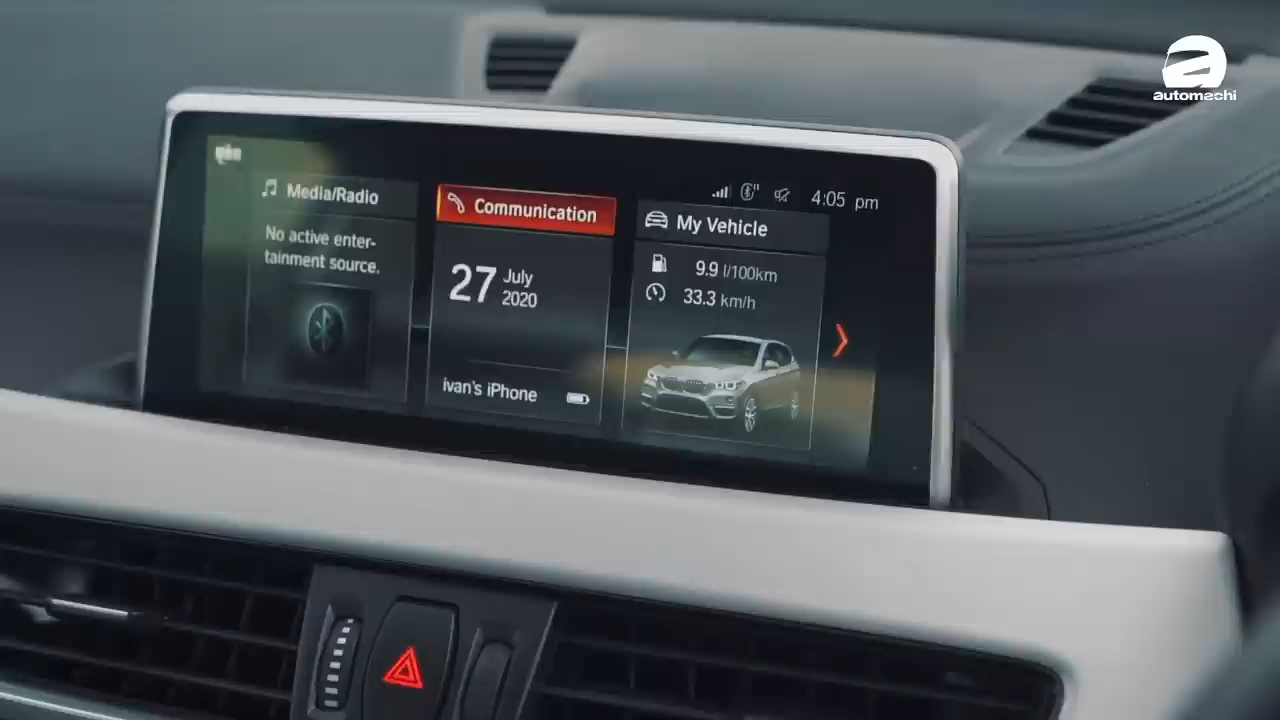 automachi
4:05 pm
Media/Radio
No active enter-
tainment source.
Communication
27 July
2020
ivan's iPhone
My Vehicle
9.9 l/100km
33.3 km/h